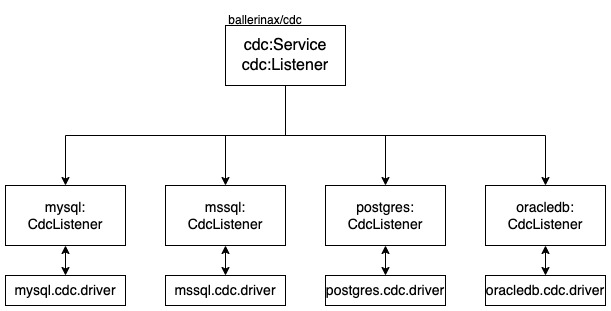 ballerinax/cdc
cdc:Service
cdc:Listener
mysql:
CdcListener
mssql:
CdcListener
postgres:
CdcListener
oracledb:
CdcListener
mysql.cdc.driver
mssql.cdc.driver
postgres.cdc.driver
oracledb.cdc.driver